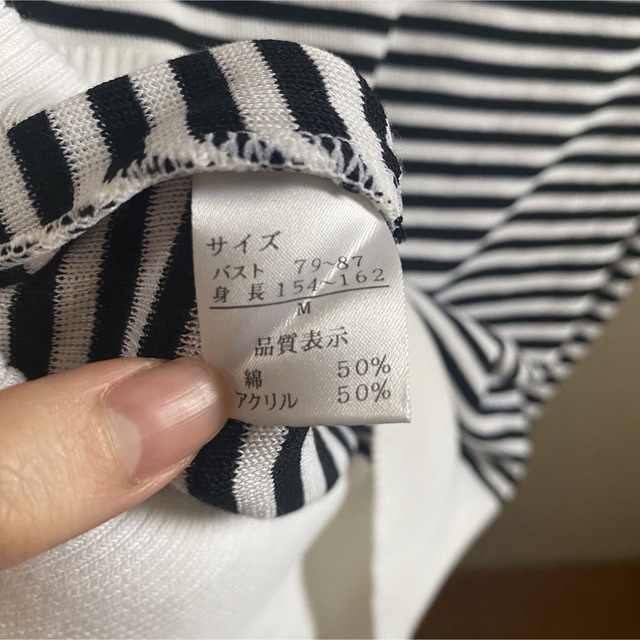 サイズ
バスト 79~87
身長 154~162
M
品質表示
綿 50%
アクリル 50%